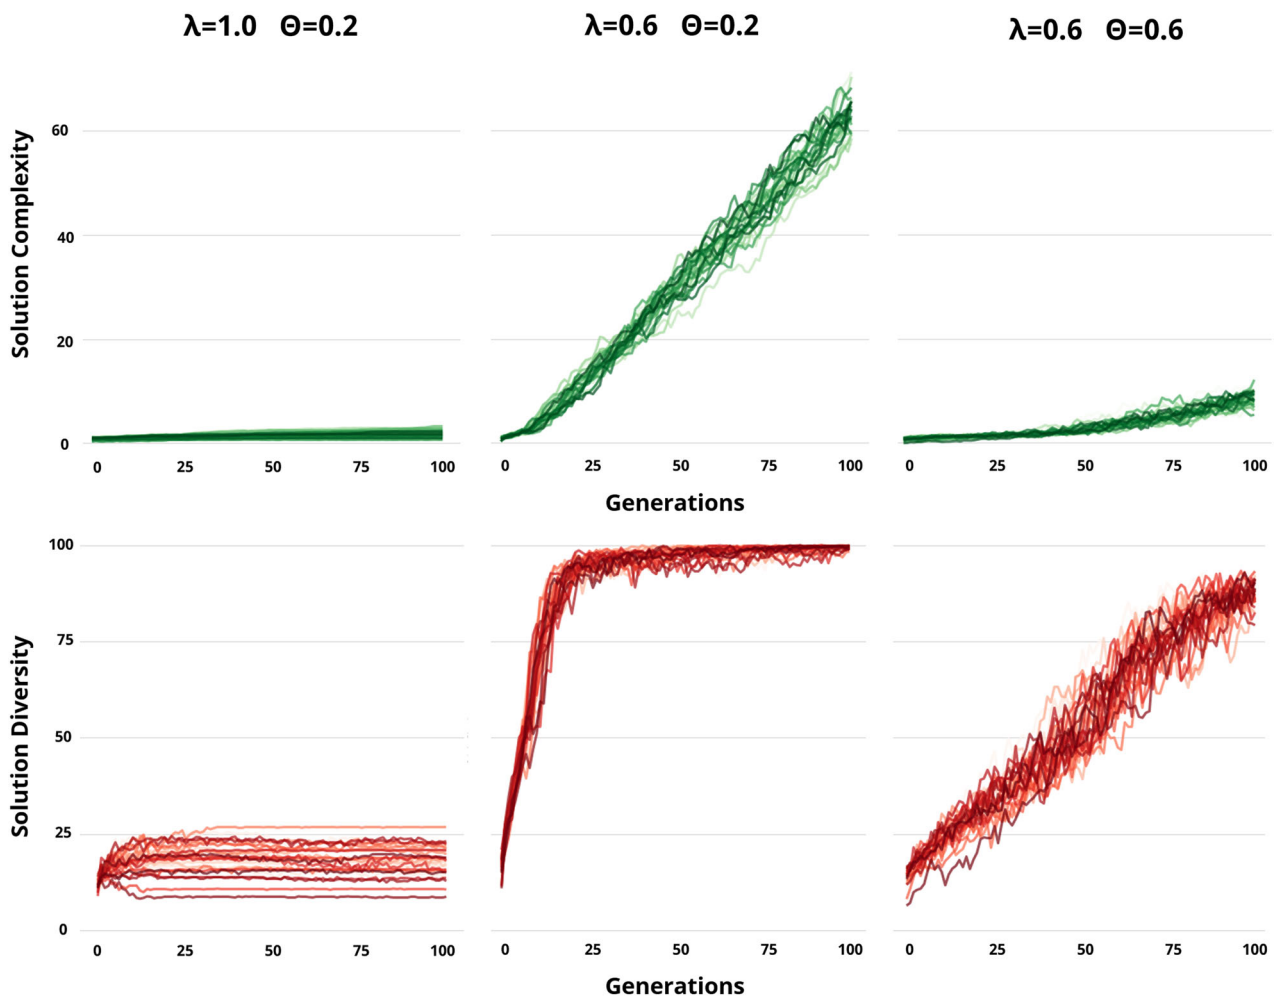 λ=1.0 Θ=0.2
λ=0.6 Θ=0.2
λ=0.6 Θ=0.6
Solution Complexity
60
40
20
0
0 25 50 75 100
0 25 50 75 100
0 25 50 75 100
Generations
Solution Diversity
100
75
50
25
0
0 25 50 75 100
0 25 50 75 100
0 25 50 75 100
Generations